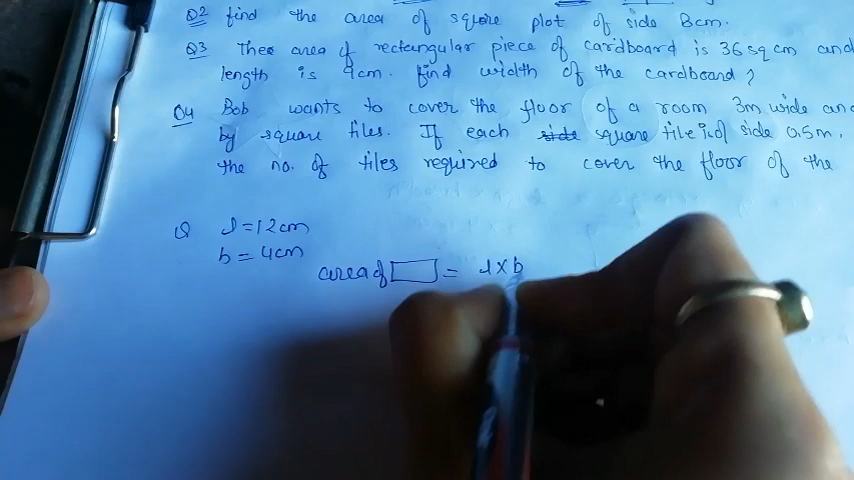 Q2 find the area of square plot of side 8cm.
Q3 The area of rectangular piece of cardboard is 36 sq cm and
length is 9cm. find width of the cardboard?
Q4 Bob wants to cover the floor of a room 3m wide and
by square tiles. If each side square tile is of side 0.5m,
the no. of tiles required to cover the floor of the
l = 12cm
b = 4cm
area of = l x b